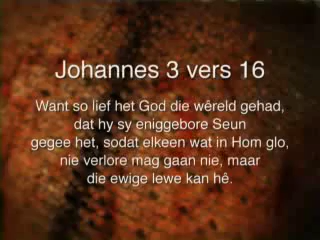 Johannes 3 vers 16
Want so lief het God die wêreld gehad,
dat hy sy eniggebore Seun
gegee het, sodat elkeen wat in Hom glo,
nie verlore mag gaan nie, maar
die ewige lewe kan hê.